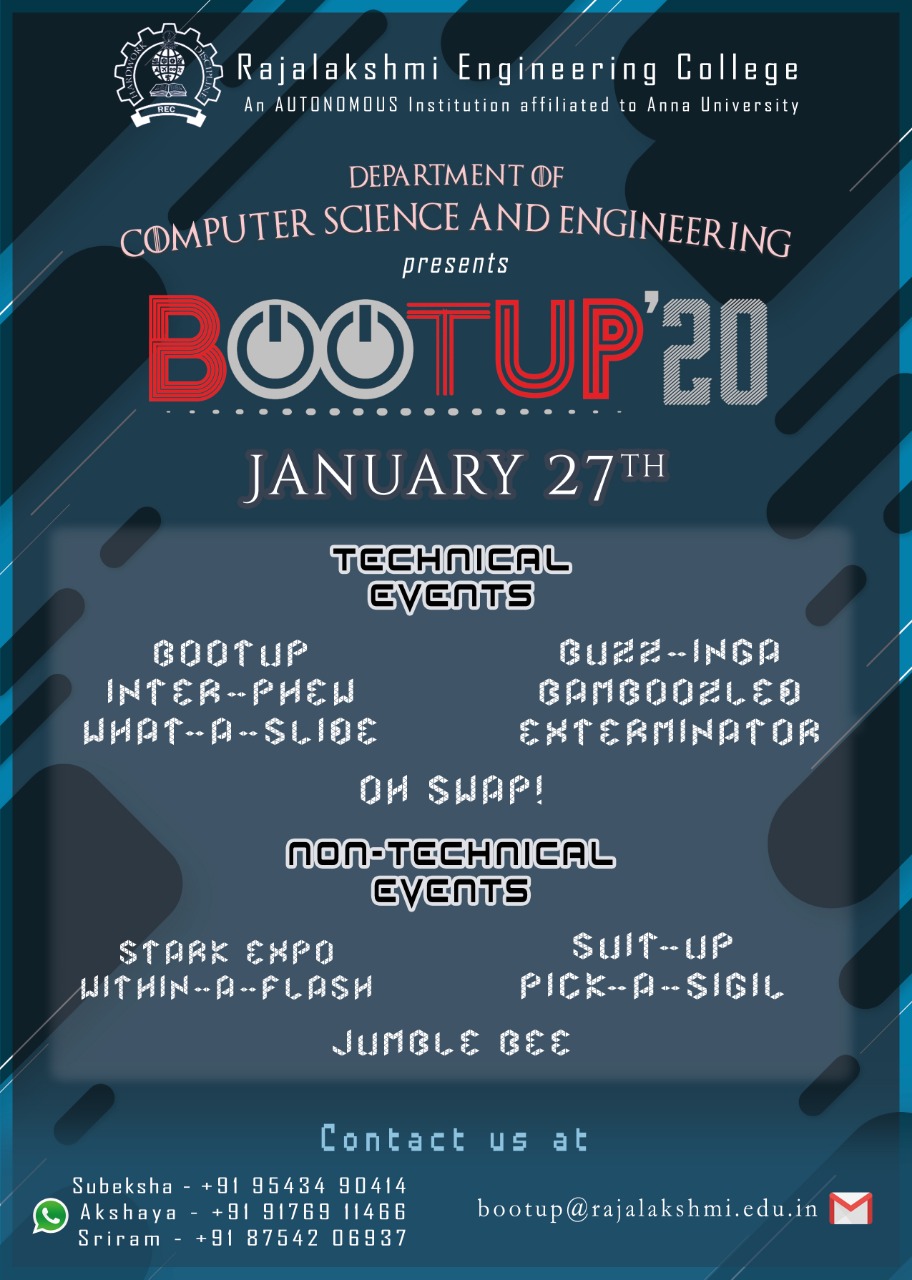 HARDWORK
DISCIPLINE
REC
Rajalakshmi Engineering College
An AUTONOMOUS Institution affiliated to Anna University
DEPARTMENT OF
COMPUTER SCIENCE AND ENGINEERING
presents
BOOTUP'20
JANUARY 27TH
TECHNICAL
EVENTS
BOOTUP
BUZZ--INGA
INTER--PHEW
BAMBOOZLED
WHAT--A--SLIDE
EXTERMINATOR
OH SWAP!
NON-TECHNICAL
EVENTS
STARK EXPO
SUIT--UP
WITHIN--A--FLASH
PICK--A--SIGIL
JUMBLE BEE
Contact us at
Subeksha - +91 95434 90414
Akshaya - +91 91769 11466
Sriram - +91 87542 06937
bootup@rajalakshmi.edu.in